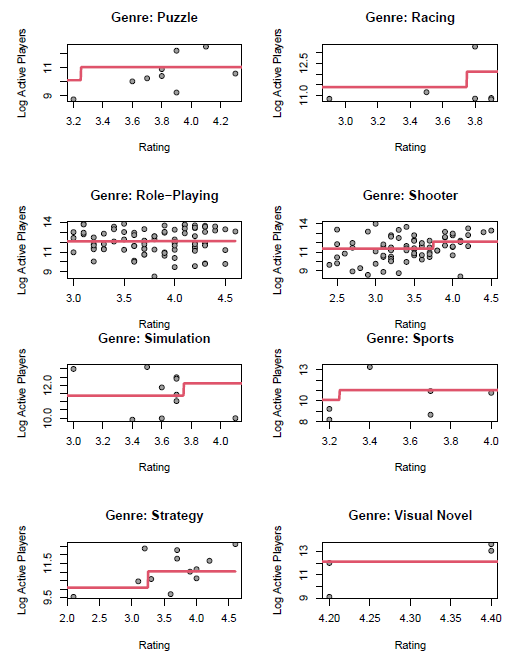 Genre: Puzzle
Log Active Players
9 11
3.2 3.4 3.6 3.8 4.0 4.2
Rating
Genre: Racing
Log Active Players
11.0 12.5
3.0 3.2 3.4 3.6 3.8
Rating
Genre: Role−Playing
Log Active Players
9 11 14
3.0 3.5 4.0 4.5
Rating
Genre: Shooter
Log Active Players
9 11 14
2.5 3.0 3.5 4.0 4.5
Rating
Genre: Simulation
Log Active Players
10.0 12.0
3.0 3.2 3.4 3.6 3.8 4.0
Rating
Genre: Sports
Log Active Players
8 10 13
3.2 3.4 3.6 3.8 4.0
Rating
Genre: Strategy
Log Active Players
9.5 11.5
2.0 2.5 3.0 3.5 4.0 4.5
Rating
Genre: Visual Novel
Log Active Players
9 11 13
4.20 4.25 4.30 4.35 4.40
Rating